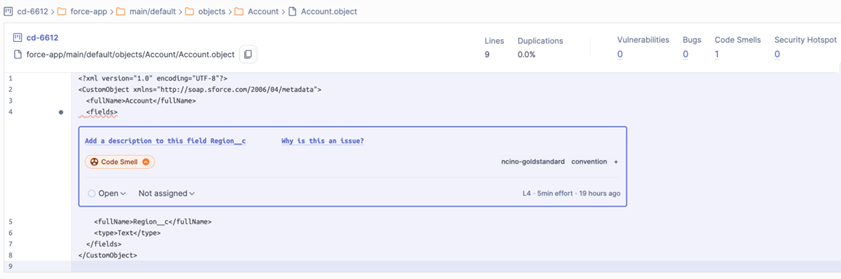 cd-6612 > force-app > main/default > objects > Account > Account.object
cd-6612
force-app/main/default/objects/Account/Account.object
Lines
9
Duplications
0.0%
Vulnerabilities
0
Bugs
0
Code Smells
1
Security Hotspot
0
1 <?xml version="1.0" encoding="UTF-8"?>
2 <CustomObject xmlns="http://soap.sforce.com/2006/04/metadata">
3 <fullName>Account</fullName>
4 <fields>
Add a description to this field Region__c Why is this an issue?
Code Smell ncino-goldstandard convention +
Open Not assigned L4 · 5min effort · 19 hours ago
5 <fullName>Region__c</fullName>
6 <type>Text</type>
7 </fields>
8 </CustomObject>
9